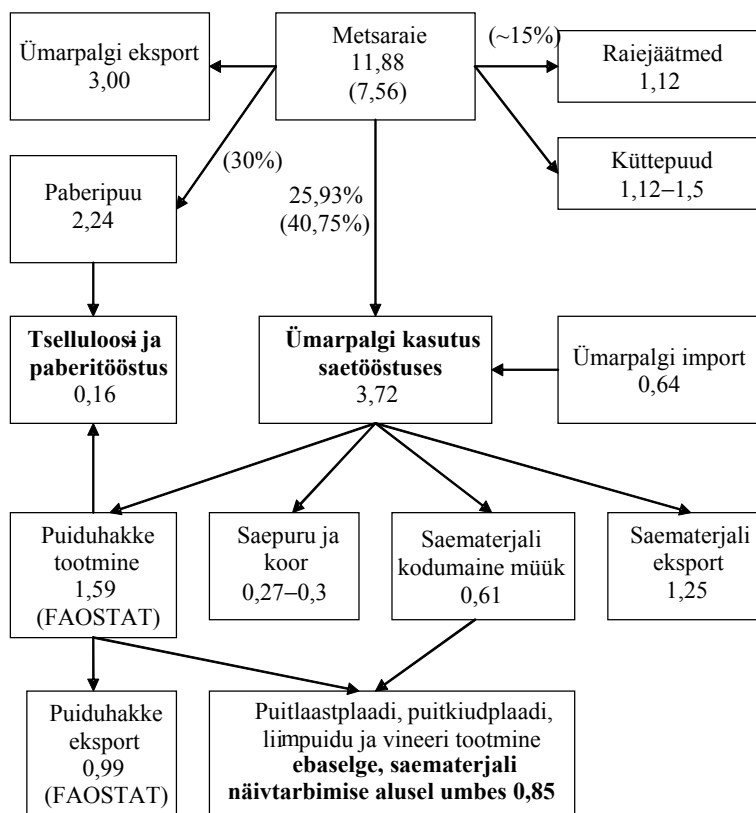 Ümarpalgi eksport
3,00
Metsaraie
11,88
(7,56)
(~15%)
Raiejäätmed
1,12
Küttepuud
1,12–1,5
(30%)
Paberipuu
2,24
25,93%
(40,75%)
Tselluloosi ja
paberitööstus
0,16
Ümarpalgi kasutus
saetööstuses
3,72
Ümarpalgi import
0,64
Puiduhakke
tootmine
1,59
(FAOSTAT)
Saepuru ja
koor
0,27–0,3
Saematerjali
kodumaine müük
0,61
Saematerjali
eksport
1,25
Puiduhakke
eksport
0,99
(FAOSTAT)
Puitlaastplaadi, puitkiudplaadi,
liimpuidu ja vineeri tootmine
ebaselge, saematerjali
näivtarbimise alusel umbes 0,85